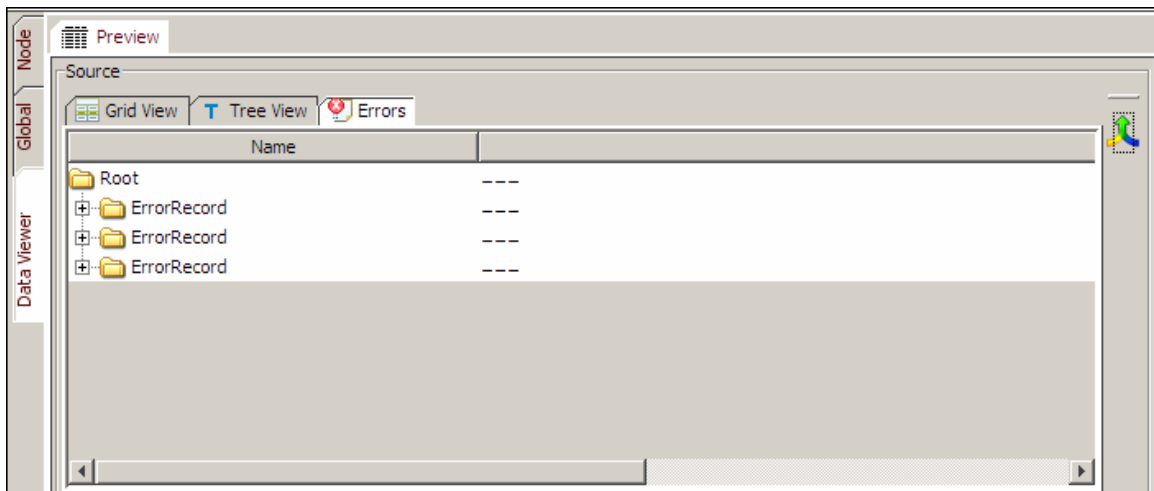 Node
Global
Data Viewer
Preview
Source
Grid View T Tree View Errors
Name
Root ---
ErrorRecord ---
ErrorRecord ---
ErrorRecord ---